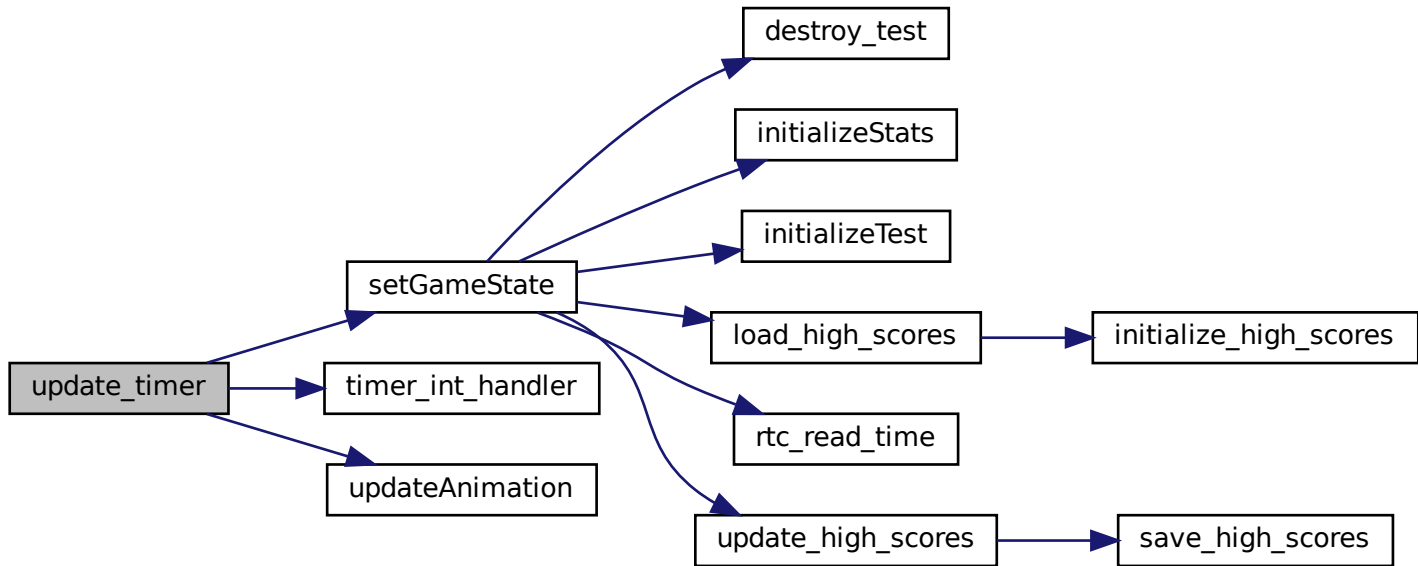 destroy_test
initializeStats
initializeTest
setGameState
load_high_scores
initialize_high_scores
update_timer
timer_int_handler
rtc_read_time
updateAnimation
update_high_scores
save_high_scores